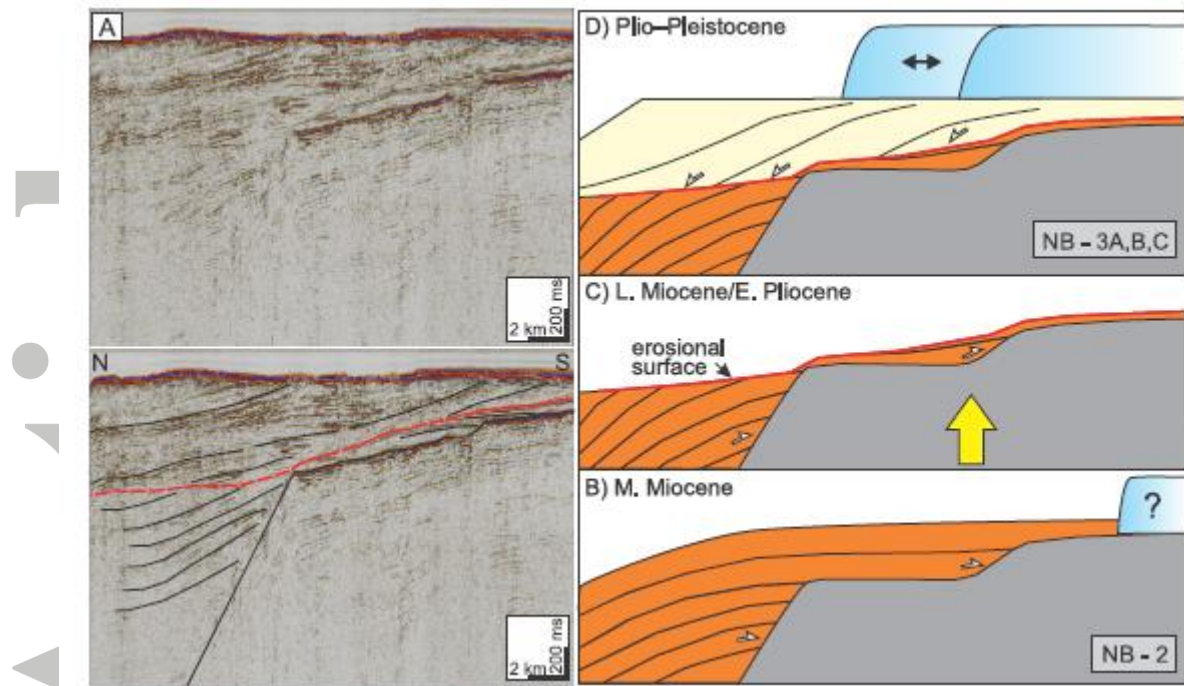 A
2 km
200 ms
N
S
2 km
200 ms
D) Plio–Pleistocene
NB - 3A,B,C
C) L. Miocene/E. Pliocene
erosional
surface
B) M. Miocene
?
NB - 2